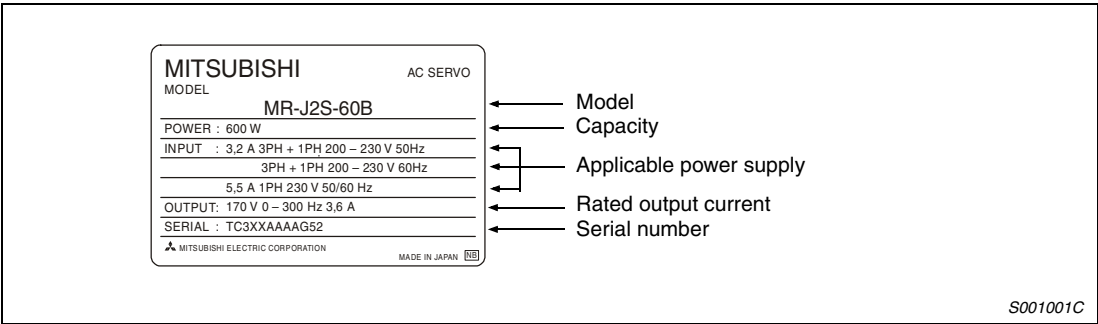 MITSUBISHI AC SERVO
MODEL
MR-J2S-60B
POWER : 600 W
INPUT : 3,2 A 3PH + 1PH 200 – 230 V 50Hz
3PH + 1PH 200 – 230 V 60Hz
5,5 A 1PH 230 V 50/60 Hz
OUTPUT: 170 V 0 – 300 Hz 3,6 A
SERIAL : TC3XXAAAAG52
MITSUBISHI ELECTRIC CORPORATION
MADE IN JAPAN NB
Model
Capacity
Applicable power supply
Rated output current
Serial number
S001001C